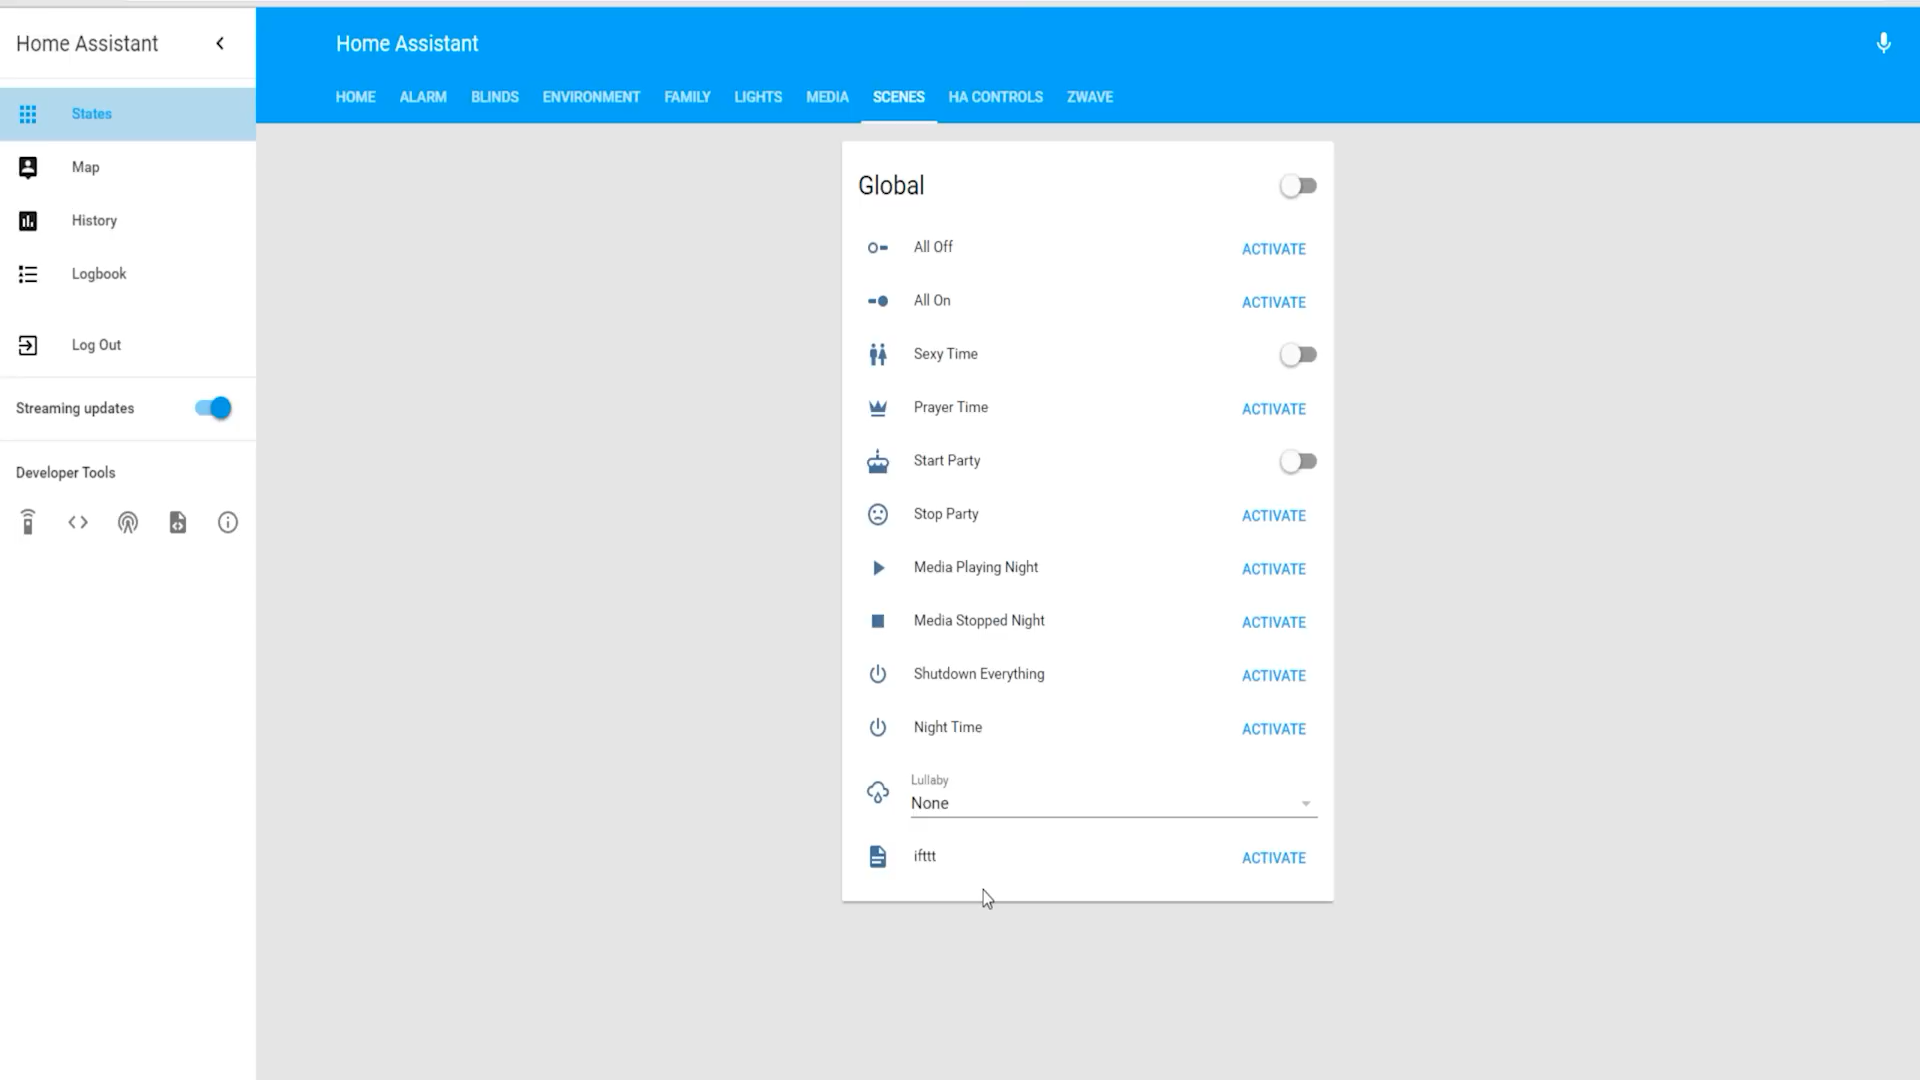 Home Assistant
States
Map
History
Logbook
Log Out
Streaming updates
Developer Tools
Home Assistant
HOME ALARM BLINDS ENVIRONMENT FAMILY LIGHTS MEDIA SCENES HA CONTROLS ZWAVE
Global
All Off ACTIVATE
All On ACTIVATE
Sexy Time
Prayer Time ACTIVATE
Start Party
Stop Party ACTIVATE
Media Playing Night ACTIVATE
Media Stopped Night ACTIVATE
Shutdown Everything ACTIVATE
Night Time ACTIVATE
Lullaby
None
ifttt ACTIVATE